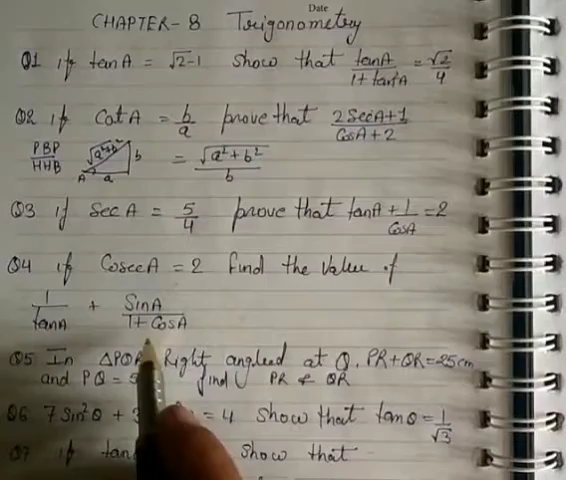 Date
CHAPTER-8 Trigonometry
Q1 if tanA = √2-1 show that tanA/1+tan²A = √2/4
Q2 if CotA = b/a prove that 2SecA+1/CosA+2
PBP/HHB √a²+b² b A a = √a²+b²/b
Q3 if SecA = 5/4 prove that tanA+1/CosA=2
Q4 if CosecA = 2 Find the Value of
1/tanA + SinA/1+CosA
Q5 In ΔPQR Right angled at Q. PR+QR=25cm
and PQ = 5 find PR & QR
Q6 7Sin²θ + 3 = 4 Show that tanθ = 1/√3
Q7 if tan show that